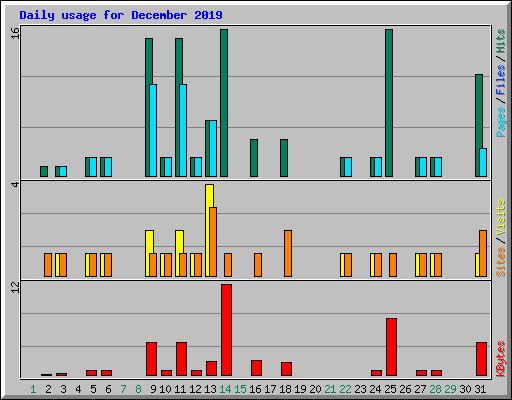 Daily usage for December 2019
16
Pages / Files / Hits
4
Sites / Visits
12
KBytes
1 2 3 4 5 6 7 8 9 10 11 12 13 14 15 16 17 18 19 20 21 22 23 24 25 26 27 28 29 30 31